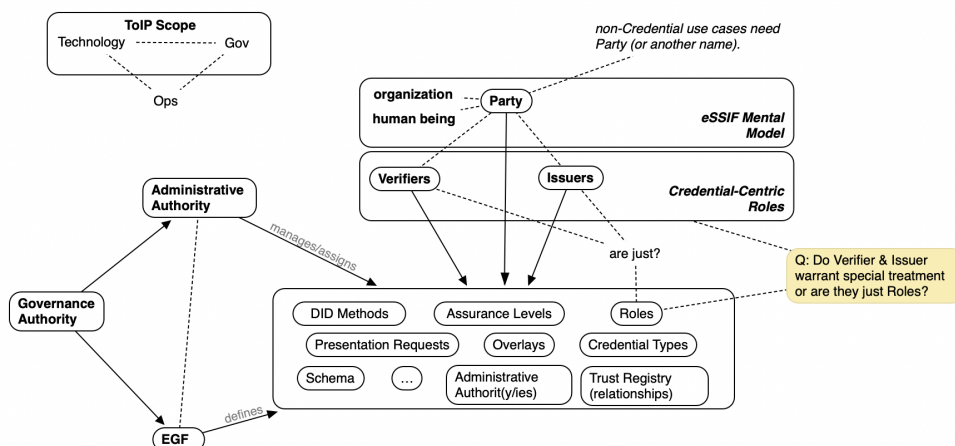 ToIP Scope
Technology
Gov
Ops
non-Credential use cases need
Party (or another name).
organization
human being
Party
eSSIF Mental
Model
Verifiers
Issuers
Credential-Centric
Roles
Administrative
Authority
manages/assigns
are just?
Q: Do Verifier & Issuer
warrant special treatment
or are they just Roles?
Governance
Authority
DID Methods
Assurance Levels
Roles
Presentation Requests
Overlays
Credential Types
Schema
...
Administrative
Authorit(y/ies)
Trust Registry
(relationships)
defines
EGF